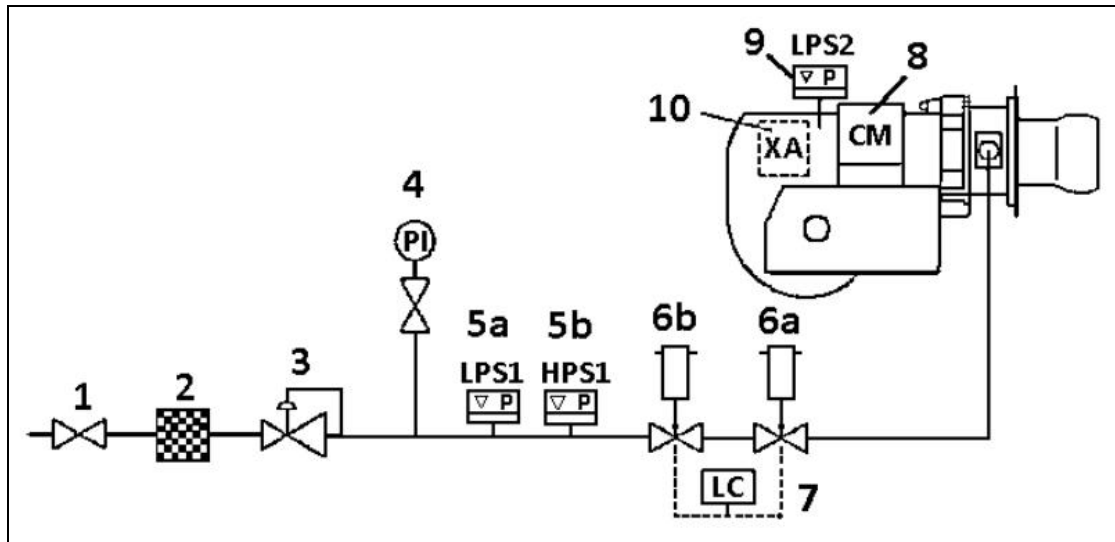 9 LPS2 8
▽ P
10
XA CM
4
PI
5a 5b 6b 6a
3 LPS1 HPS1
1 2 ▽ P ▽ P
LC 7